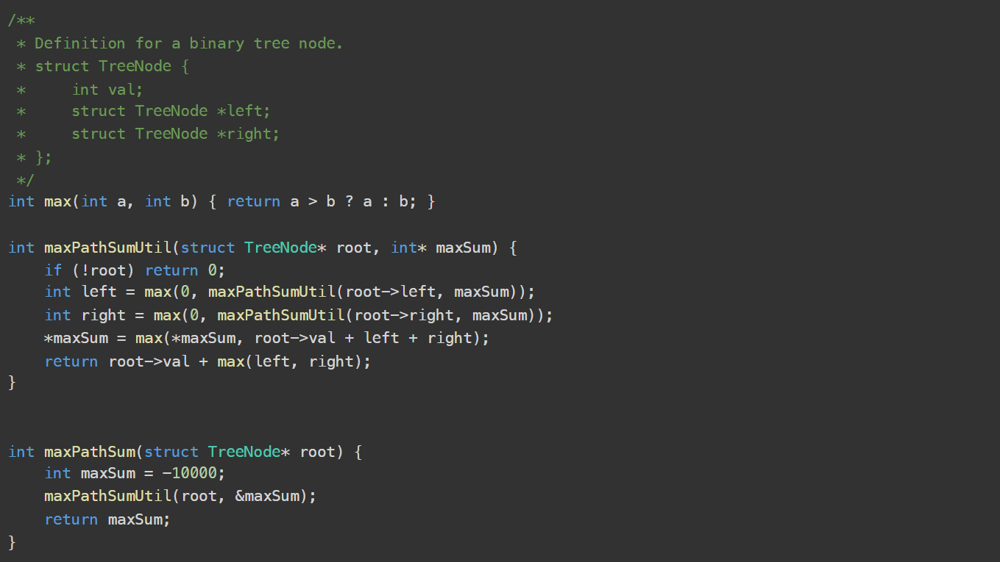 /**
 * Definition for a binary tree node.
 * struct TreeNode {
 *     int val;
 *     struct TreeNode *left;
 *     struct TreeNode *right;
 * };
 */
int max(int a, int b) { return a > b ? a : b; }

int maxPathSumUtil(struct TreeNode* root, int* maxSum) {
    if (!root) return 0;
    int left = max(0, maxPathSumUtil(root->left, maxSum));
    int right = max(0, maxPathSumUtil(root->right, maxSum));
    *maxSum = max(*maxSum, root->val + left + right);
    return root->val + max(left, right);
}


int maxPathSum(struct TreeNode* root) {
    int maxSum = -10000;
    maxPathSumUtil(root, &maxSum);
    return maxSum;
}